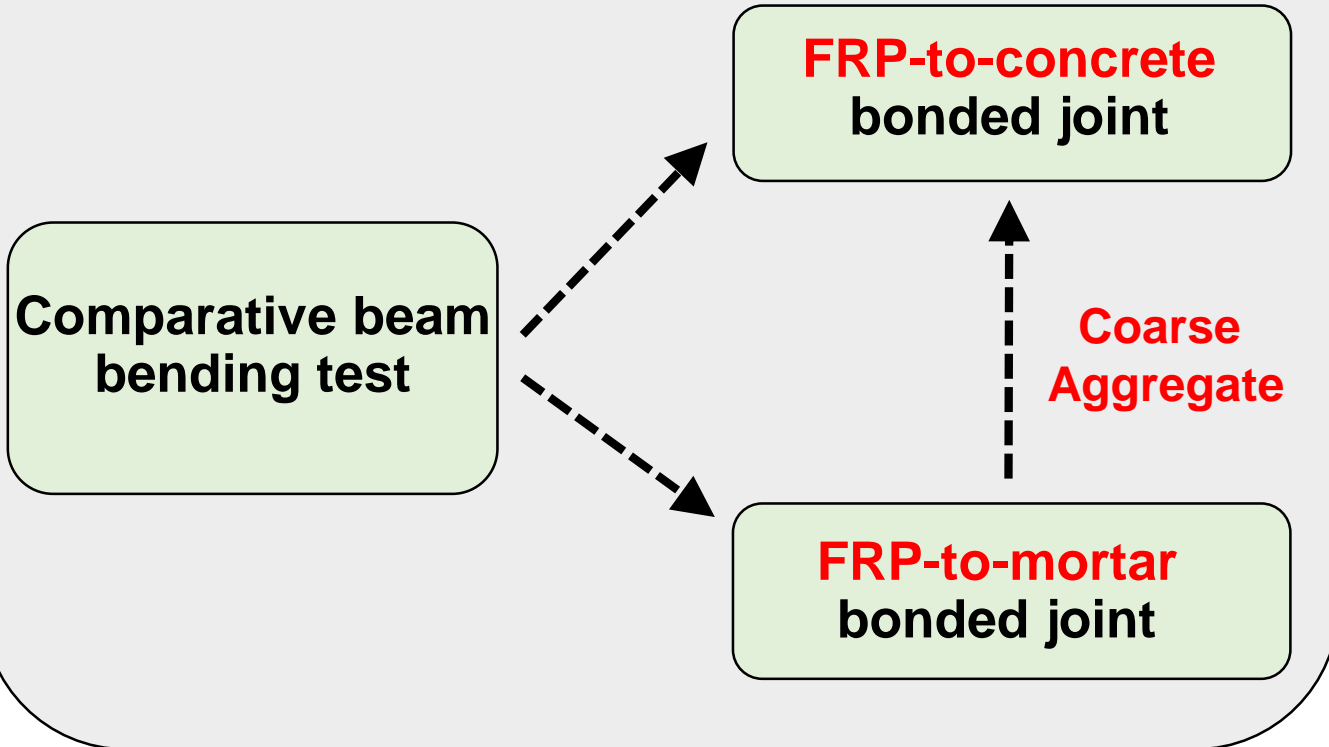 FRP-to-concrete
bonded joint
Comparative beam
bending test
Coarse
Aggregate
FRP-to-mortar
bonded joint